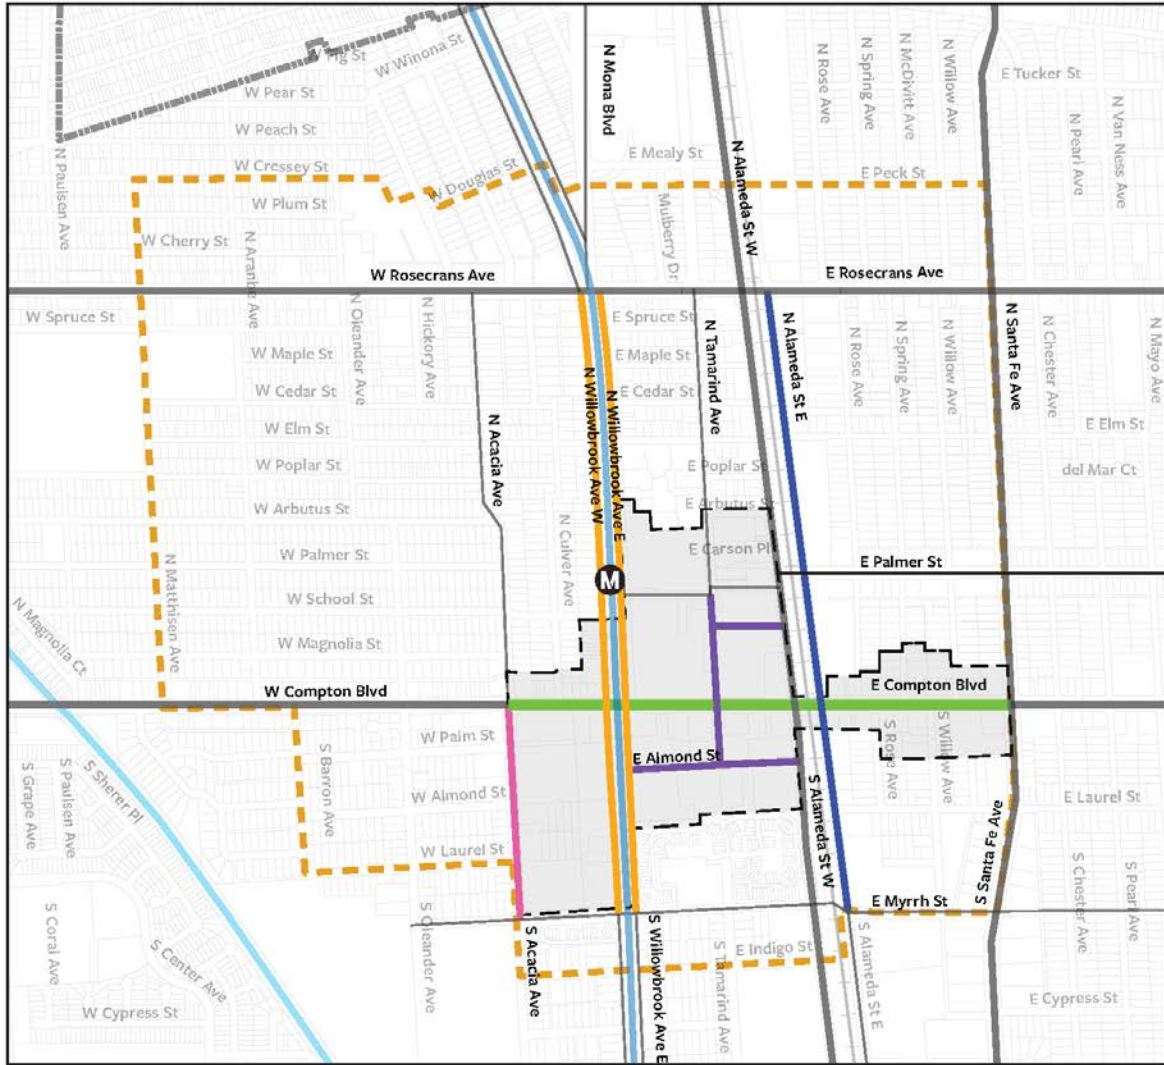 W Fig St
W Winona St
W Pear St
W Peach St
W Cressey St
W Douglas St
W Plum St
W Cherry St
N Paulsen Ave
N Aranbe Ave
N Mona Blvd
E Mealy St
Mulberry Dr
N Alameda St W
N Rose Ave
N Spring Ave
N McDivitt Ave
N Willow Ave
E Tucker St
N Pearl Ave
N Van Ness Ave
E Peck St
W Rosecrans Ave
E Rosecrans Ave
W Spruce St
N Oleander Ave
N Hickory Ave
W Maple St
W Cedar St
W Elm St
W Poplar St
W Arbutus St
W Palmer St
W School St
W Magnolia St
N Matthisen Ave
N Magnolia Ct
N Acacia Ave
N Culver Ave
N Willowbrook Ave W
N Willowbrook Ave E
E Spruce St
E Maple St
E Cedar St
N Tamarind Ave
E Poplar St
E Arbutus St
E Carson Pl
M
N Alameda St E
N Rose Ave
N Spring Ave
N Willow Ave
N Santa Fe Ave
N Chester Ave
N Mayo Ave
E Elm St
del Mar Ct
E Palmer St
W Compton Blvd
E Compton Blvd
S Grape Ave
S Paulsen Ave
S Sherer Pl
S Barron Ave
W Palm St
W Almond St
W Laurel St
E Almond St
S Rose Ave
S Willow Ave
S Alameda St W
E Laurel St
S Santa Fe Ave
S Chester Ave
S Pearl Ave
E Myrrh St
S Coral Ave
S Center Ave
W Cypress St
S Oleander Ave
S Acacia Ave
S Willowbrook Ave E
S Tamarind Ave
E Indigo St
S Alameda St E
E Cypress St